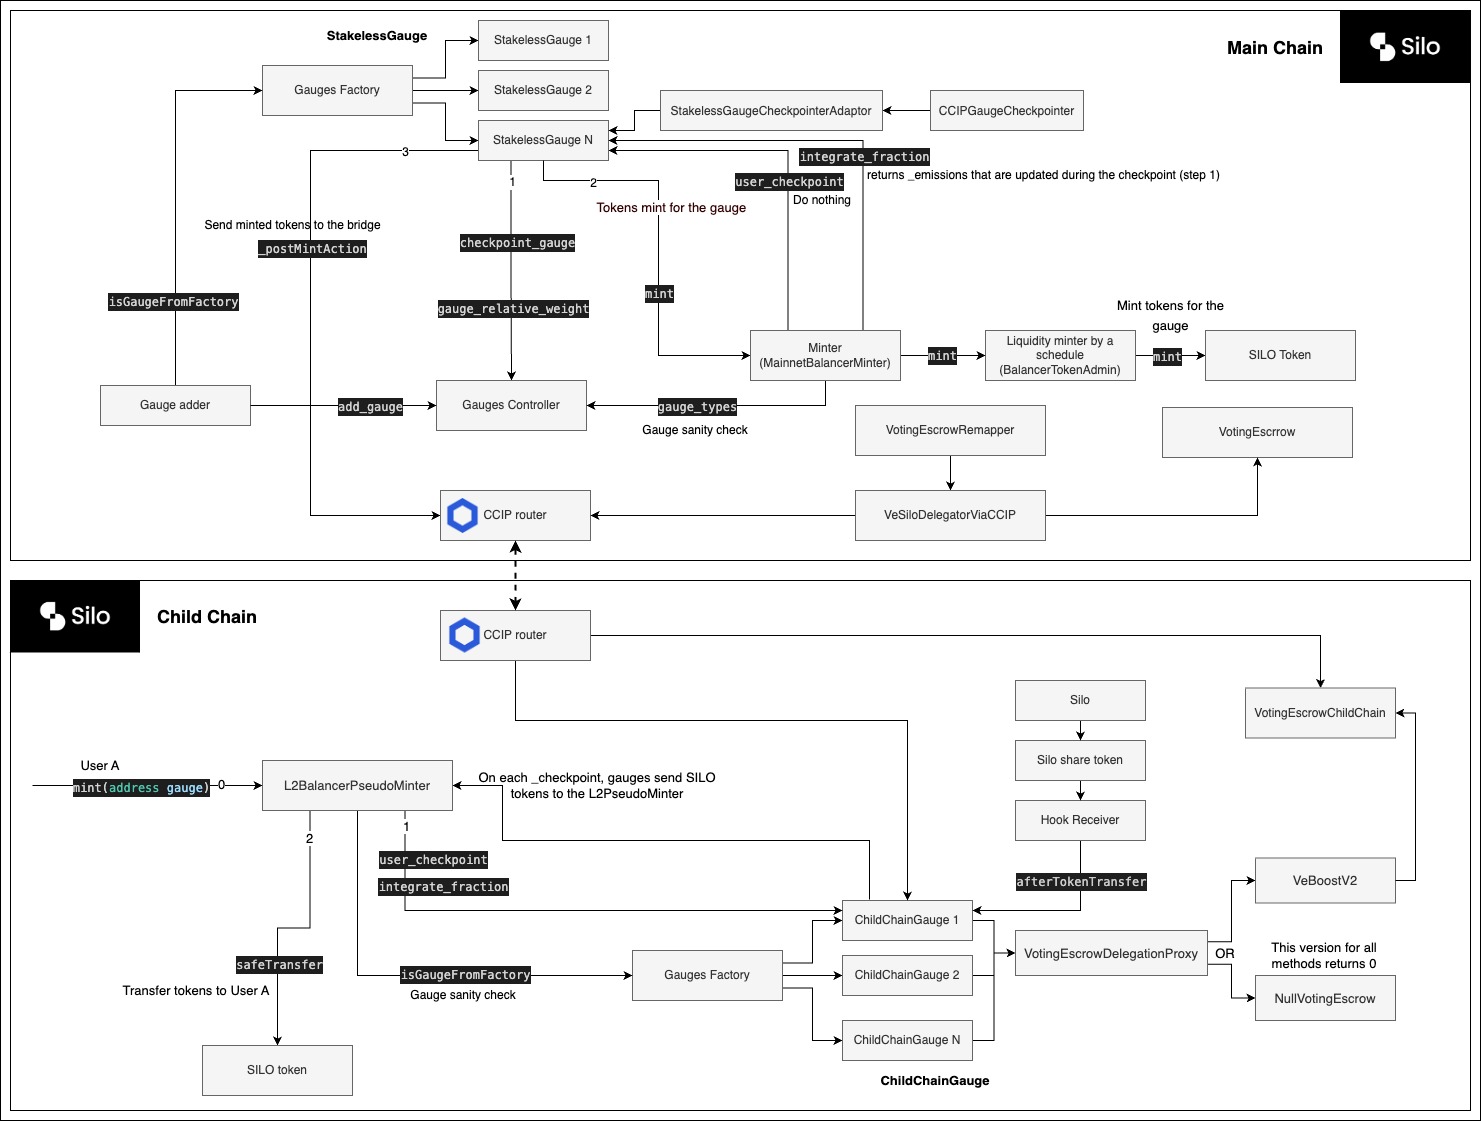 StakelessGauge
StakelessGauge 1
Main Chain
Silo
Gauges Factory
StakelessGauge 2
StakelessGaugeCheckpointerAdaptor
CCIPGaugeCheckpointer
StakelessGauge N
3
integrate_fraction
returns _emissions that are updated during the checkpoint (step 1)
1
2
user_checkpoint
Do nothing
Tokens mint for the gauge
Send minted tokens to the bridge
_postMintAction
checkpoint_gauge
isGaugeFromFactory
gauge_relative_weight
mint
Mint tokens for the
gauge
Minter
(MainnetBalancerMinter)
mint
Liquidity minter by a
schedule
(BalancerTokenAdmin)
mint
SILO Token
Gauge adder
add_gauge
Gauges Controller
gauge_types
Gauge sanity check
VotingEscrowRemapper
VotingEscrrow
CCIP router
VeSiloDelegatorViaCCIP
Silo
Child Chain
CCIP router
Silo
VotingEscrowChildChain
Silo share token
User A
mint(address gauge)
0
L2BalancerPseudoMinter
On each _checkpoint, gauges send SILO
tokens to the L2PseudoMinter
Hook Receiver
2
1
user_checkpoint
integrate_fraction
afterTokenTransfer
VeBoostV2
ChildChainGauge 1
safeTransfer
Transfer tokens to User A
isGaugeFromFactory
Gauge sanity check
Gauges Factory
ChildChainGauge 2
VotingEscrowDelegationProxy
OR
This version for all
methods returns 0
NullVotingEscrow
ChildChainGauge N
SILO token
ChildChainGauge